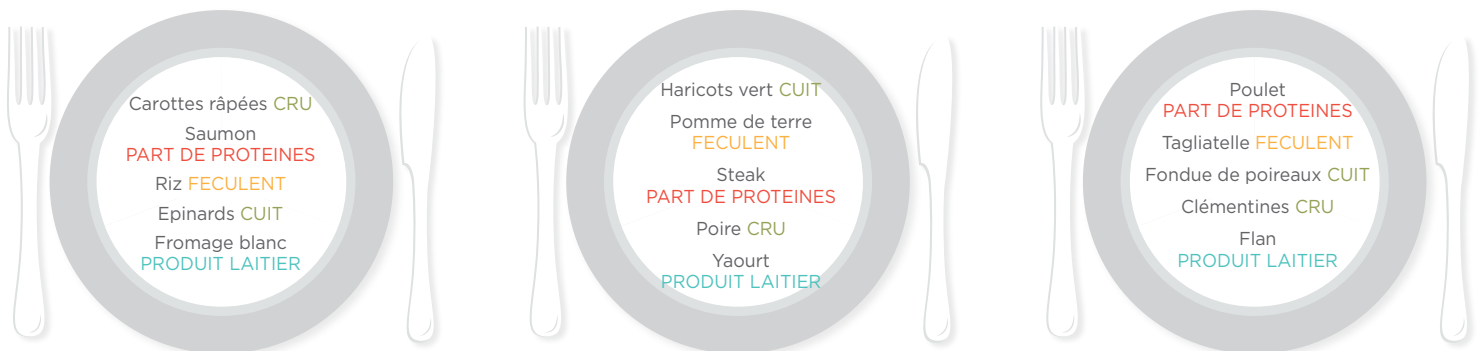 Carottes râpées CRU
Saumon
PART DE PROTEINES
Riz FECULENT
Epinards CUIT
Fromage blanc
PRODUIT LAITIER
Haricots vert CUIT
Pomme de terre
FECULENT
Steak
PART DE PROTEINES
Poire CRU
Yaourt
PRODUIT LAITIER
Poulet
PART DE PROTEINES
Tagliatelle FECULENT
Fondue de poireaux CUIT
Clémentines CRU
Flan
PRODUIT LAITIER